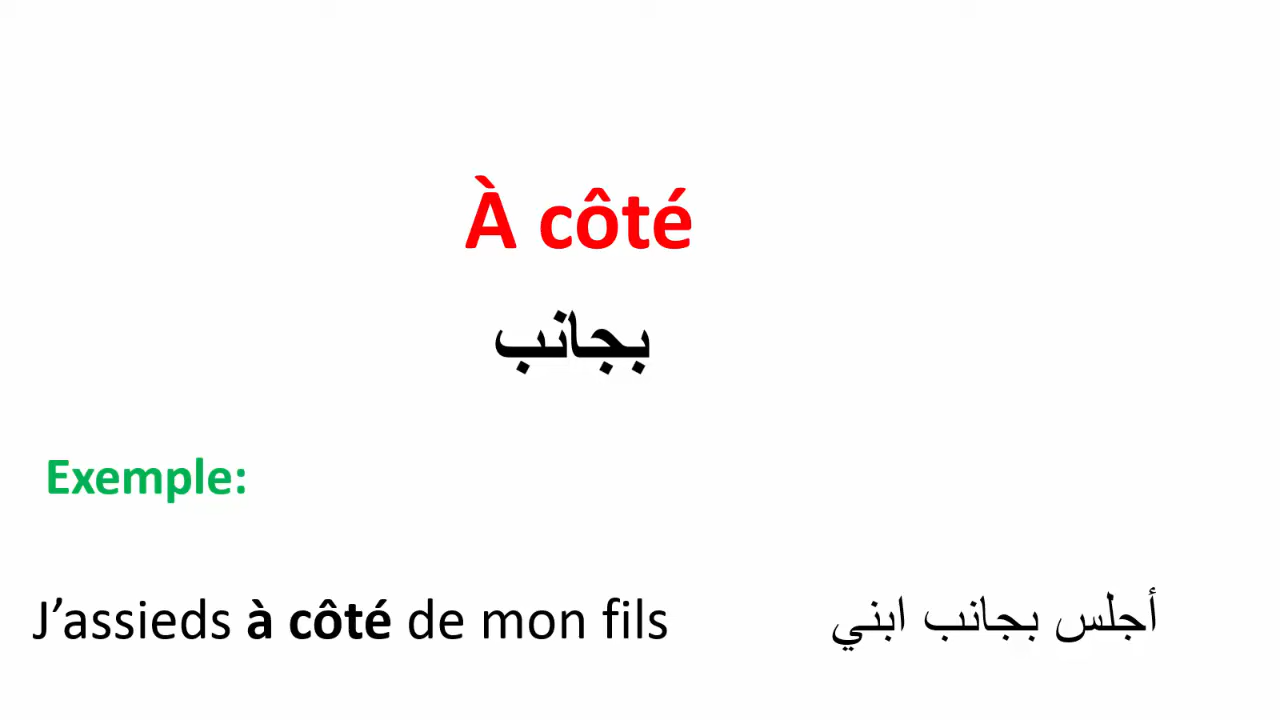 À côté
بجانب
Exemple:
J’assieds à côté de mon fils
أجلس بجانب ابني